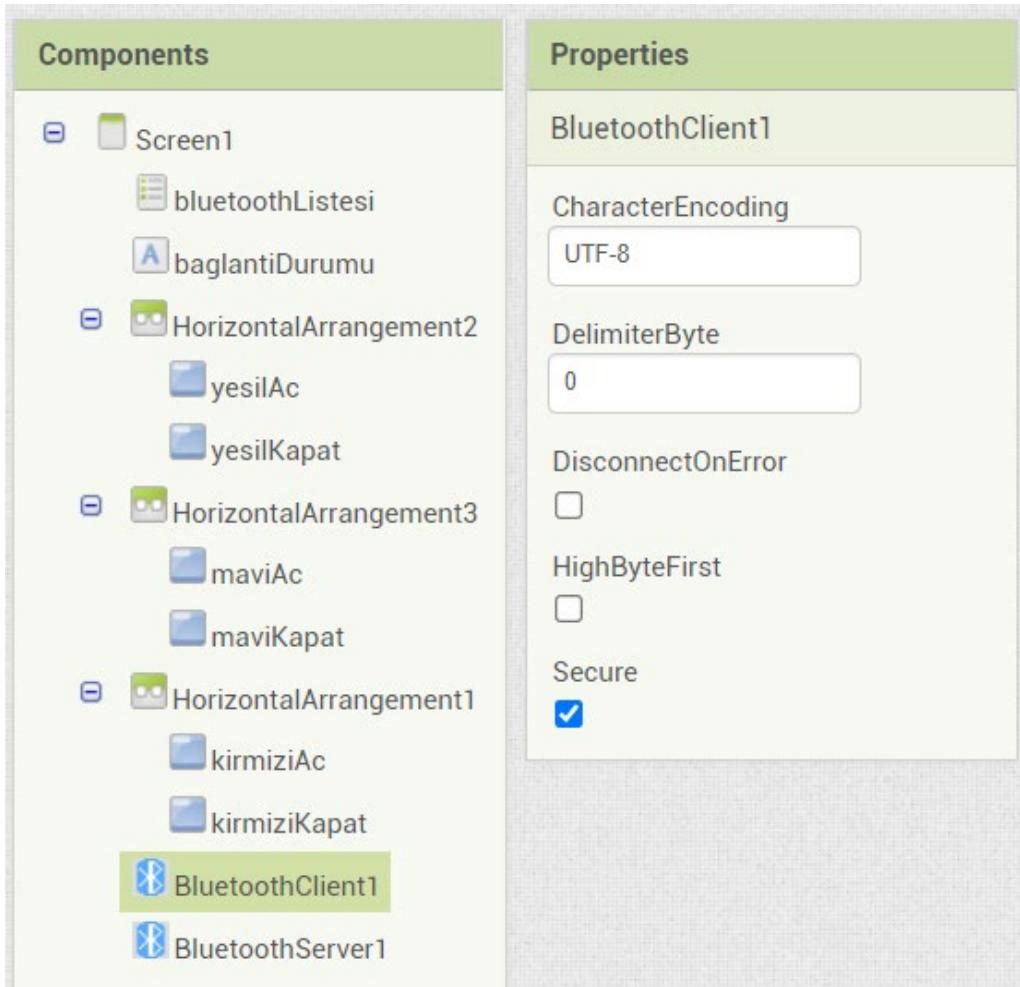 Components
Screen1
bluetoothListesi
baglantiDurumu
HorizontalArrangement2
yesilAc
yesilKapat
HorizontalArrangement3
maviAc
maviKapat
HorizontalArrangement1
kirmiziAc
kirmiziKapat
BluetoothClient1
BluetoothServer1
Properties
BluetoothClient1
CharacterEncoding
UTF-8
DelimiterByte
0
DisconnectOnError
HighByteFirst
Secure